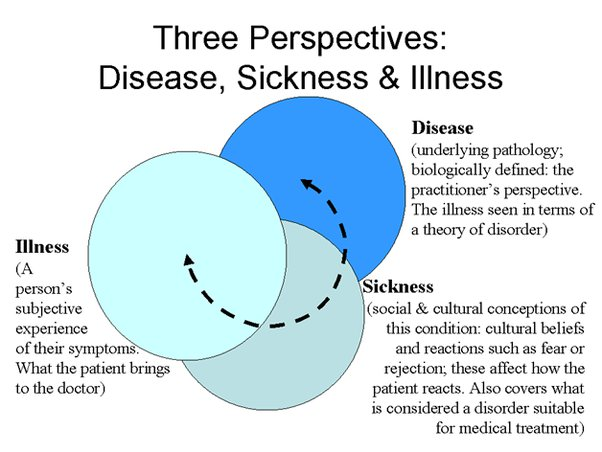 Three Perspectives:
Disease, Sickness & Illness
Disease
(underlying pathology;
biologically defined: the
practitioner’s perspective.
The illness seen in terms of
a theory of disorder)
Illness
(A
person’s
subjective
experience
of their symptoms.
What the patient brings
to the doctor)
Sickness
(social & cultural conceptions of
this condition: cultural beliefs
and reactions such as fear or
rejection; these affect how the
patient reacts. Also covers what
is considered a disorder suitable
for medical treatment)